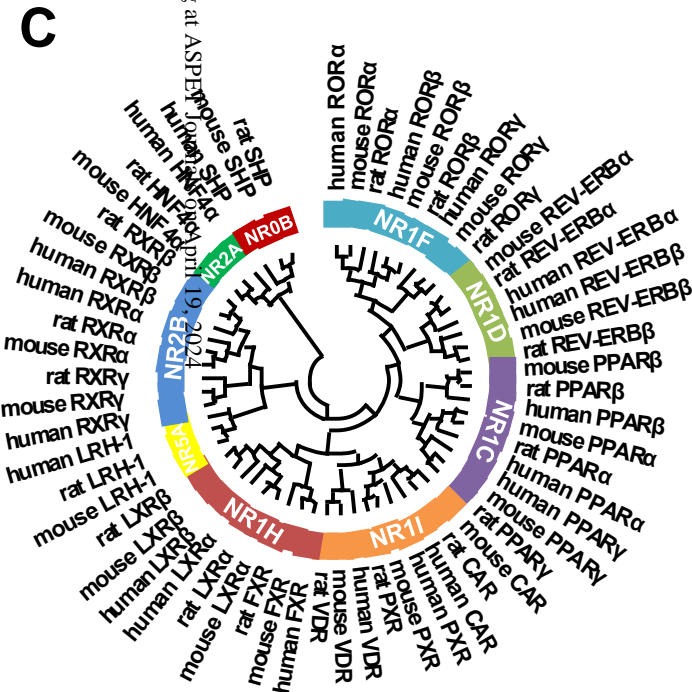 C
g at ASPET Journals on April 19, 2024
human RORα
mouse RORα
rat RORα
human RORβ
mouse RORβ
rat RORβ
human RORγ
mouse RORγ
rat RORγ
mouse REV-ERBα
rat REV-ERBα
human REV-ERBα
human REV-ERBβ
mouse REV-ERBβ
rat REV-ERBβ
mouse PPARβ
rat PPARβ
human PPARβ
mouse PPARα
rat PPARα
human PPARα
human PPARγ
mouse PPARγ
rat PPARγ
mouse CAR
rat CAR
human CAR
human PXR
mouse PXR
rat PXR
human VDR
mouse VDR
rat VDR
human FXR
mouse FXR
rat FXR
mouse LXRα
rat LXRα
human LXRα
human LXRβ
mouse LXRβ
rat LXRβ
mouse LRH-1
rat LRH-1
human LRH-1
human RXRγ
mouse RXRγ
rat RXRγ
mouse RXRα
rat RXRα
human RXRα
human RXRβ
mouse RXRβ
rat RXRβ
mouse HNF4α
rat HNF4α
human HNF4α
human SHP
mouse SHP
rat SHP
NR1F
NR1D
NR1C
NR1I
NR1H
NR5A
NR2B
NR2A
NR0B